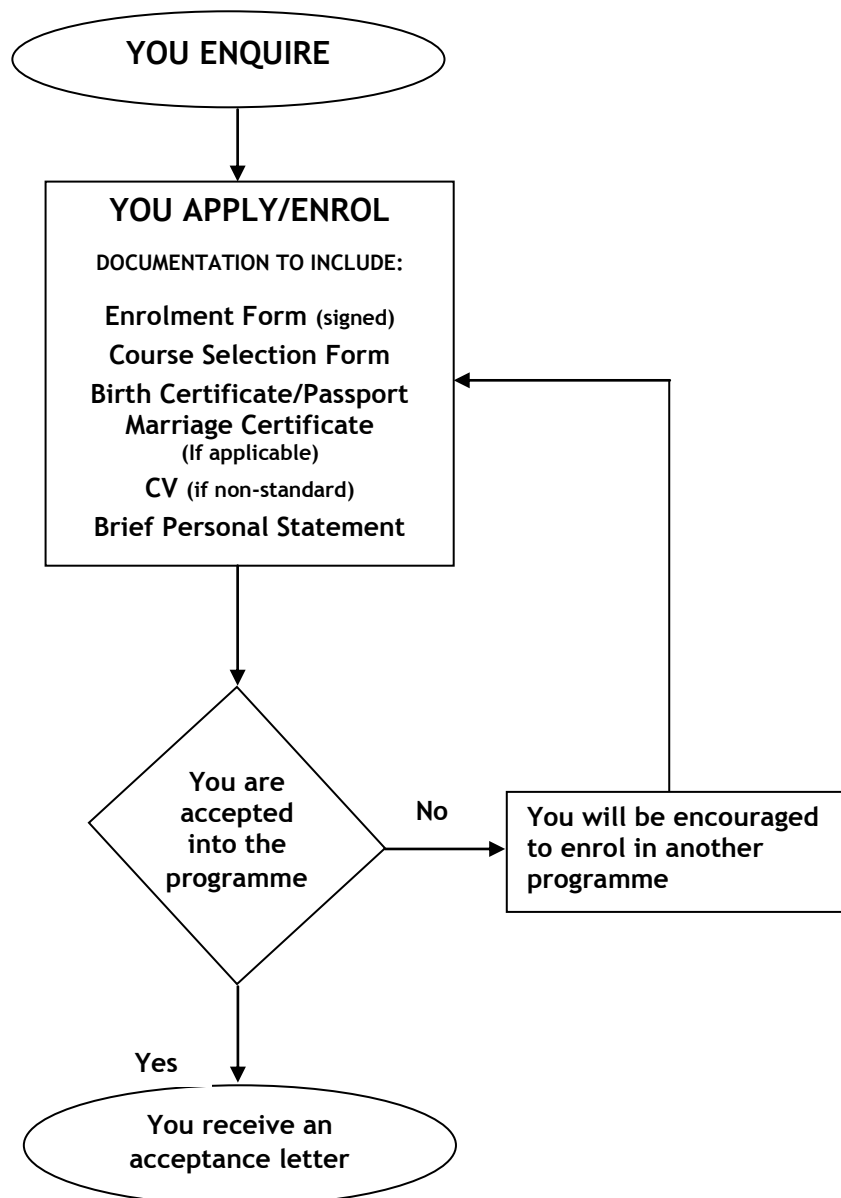 YOU ENQUIRE
YOU APPLY/ENROL
DOCUMENTATION TO INCLUDE:
Enrolment Form (signed)
Course Selection Form
Birth Certificate/Passport
Marriage Certificate
(If applicable)
CV (if non-standard)
Brief Personal Statement
You are
accepted
into the
programme
No
You will be encouraged
to enrol in another
programme
Yes
You receive an
acceptance letter